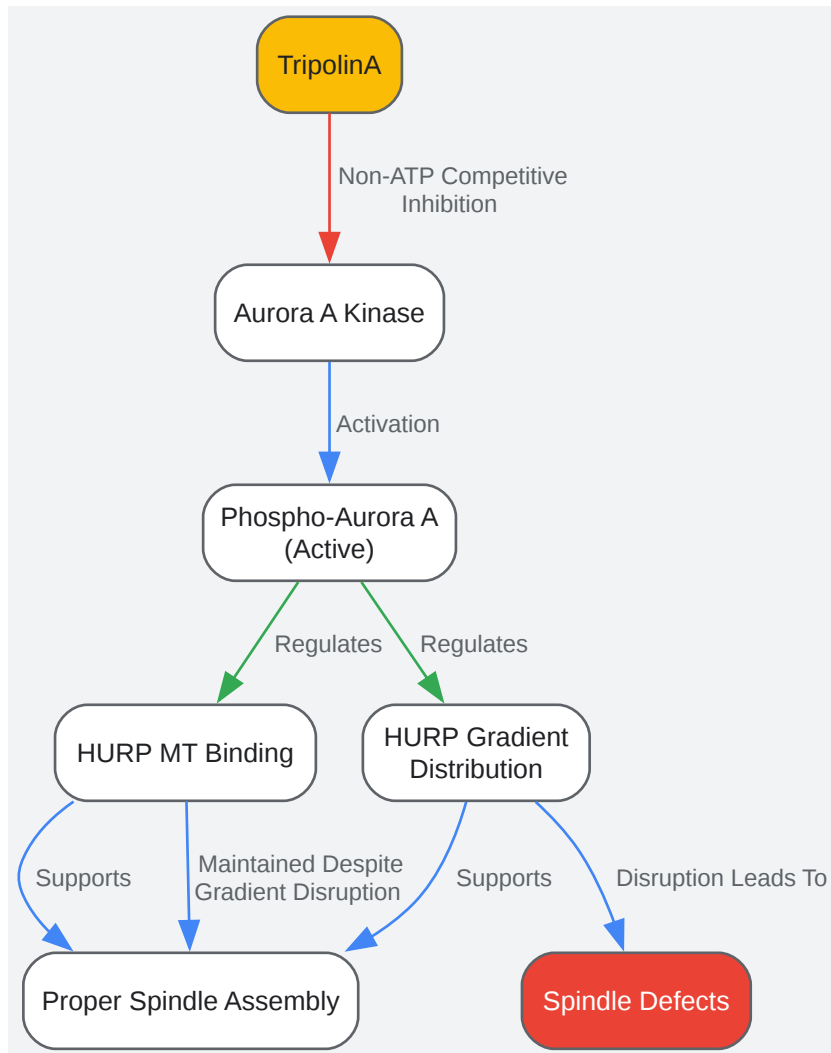 TripolinA
Non-ATP Competitive
Inhibition
Aurora A Kinase
Activation
Phospho-Aurora A
(Active)
Regulates
Regulates
HURP MT Binding
HURP Gradient
Distribution
Supports
Maintained Despite
Gradient Disruption
Supports
Disruption Leads To
Proper Spindle Assembly
Spindle Defects